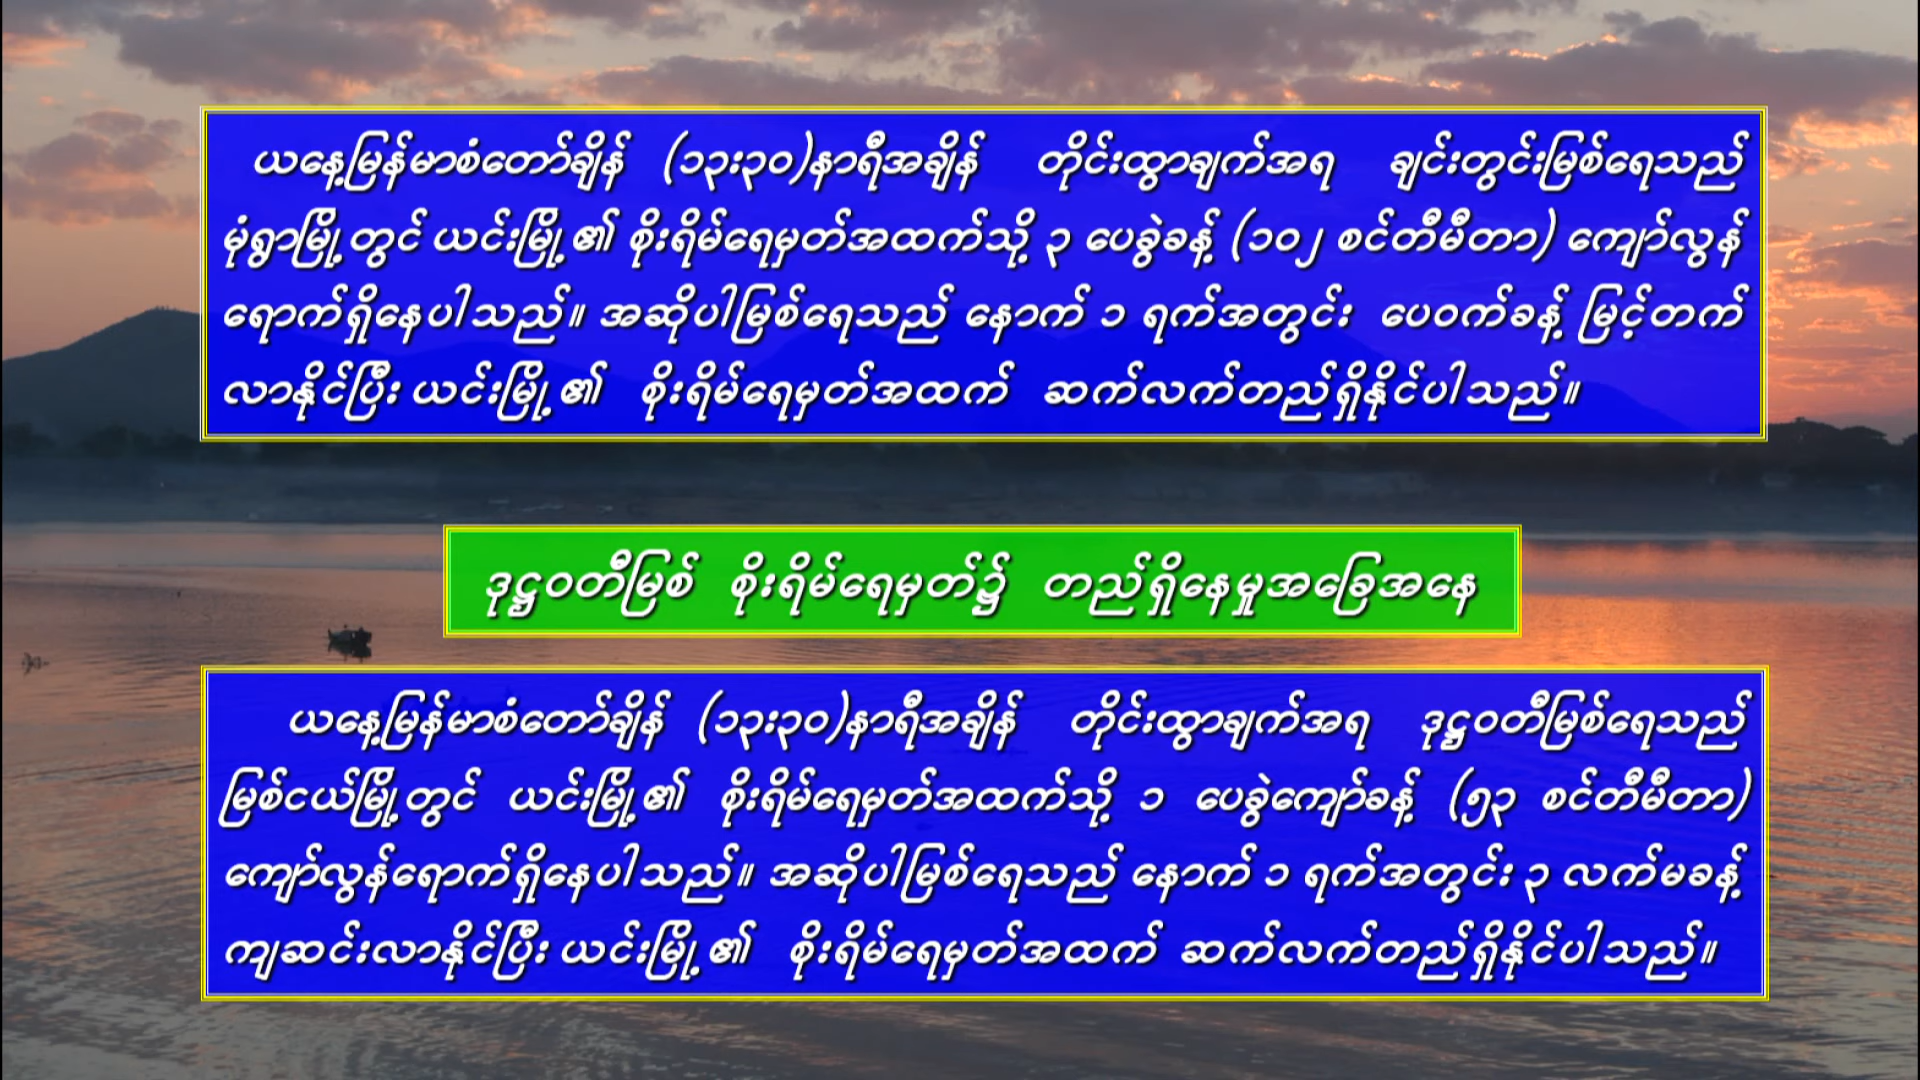 ယနေ့မြန်မာစံတော်ချိန် (၁၃း၃၀)နာရီအချိန် တိုင်းထွာချက်အရ ချင်းတွင်းမြစ်ရေသည်
မုံရွာမြို့တွင် ယင်းမြို့၏ စိုးရိမ်ရေမှတ်အထက်သို့ ၃ ပေခွဲခန့် (၁၀၂ စင်တီမီတာ) ကျော်လွန်
ရောက်ရှိနေပါသည်။ အဆိုပါမြစ်ရေသည် နောက် ၁ ရက်အတွင်း ပေဝက်ခန့် မြင့်တက်
လာနိုင်ပြီး ယင်းမြို့၏ စိုးရိမ်ရေမှတ်အထက် ဆက်လက်တည်ရှိနိုင်ပါသည်။
ဒုဋ္ဌဝတီမြစ် စိုးရိမ်ရေမှတ်၌ တည်ရှိနေမှုအခြေအနေ
ယနေ့မြန်မာစံတော်ချိန် (၁၃း၃၀)နာရီအချိန် တိုင်းထွာချက်အရ ဒုဋ္ဌဝတီမြစ်ရေသည်
မြစ်ငယ်မြို့တွင် ယင်းမြို့၏ စိုးရိမ်ရေမှတ်အထက်သို့ ၁ ပေခွဲကျော်ခန့် (၅၃ စင်တီမီတာ)
ကျော်လွန်ရောက်ရှိနေပါသည်။ အဆိုပါမြစ်ရေသည် နောက် ၁ ရက်အတွင်း ၃ လက်မခန့်
ကျဆင်းလာနိုင်ပြီး ယင်းမြို့၏ စိုးရိမ်ရေမှတ်အထက် ဆက်လက်တည်ရှိနိုင်ပါသည်။